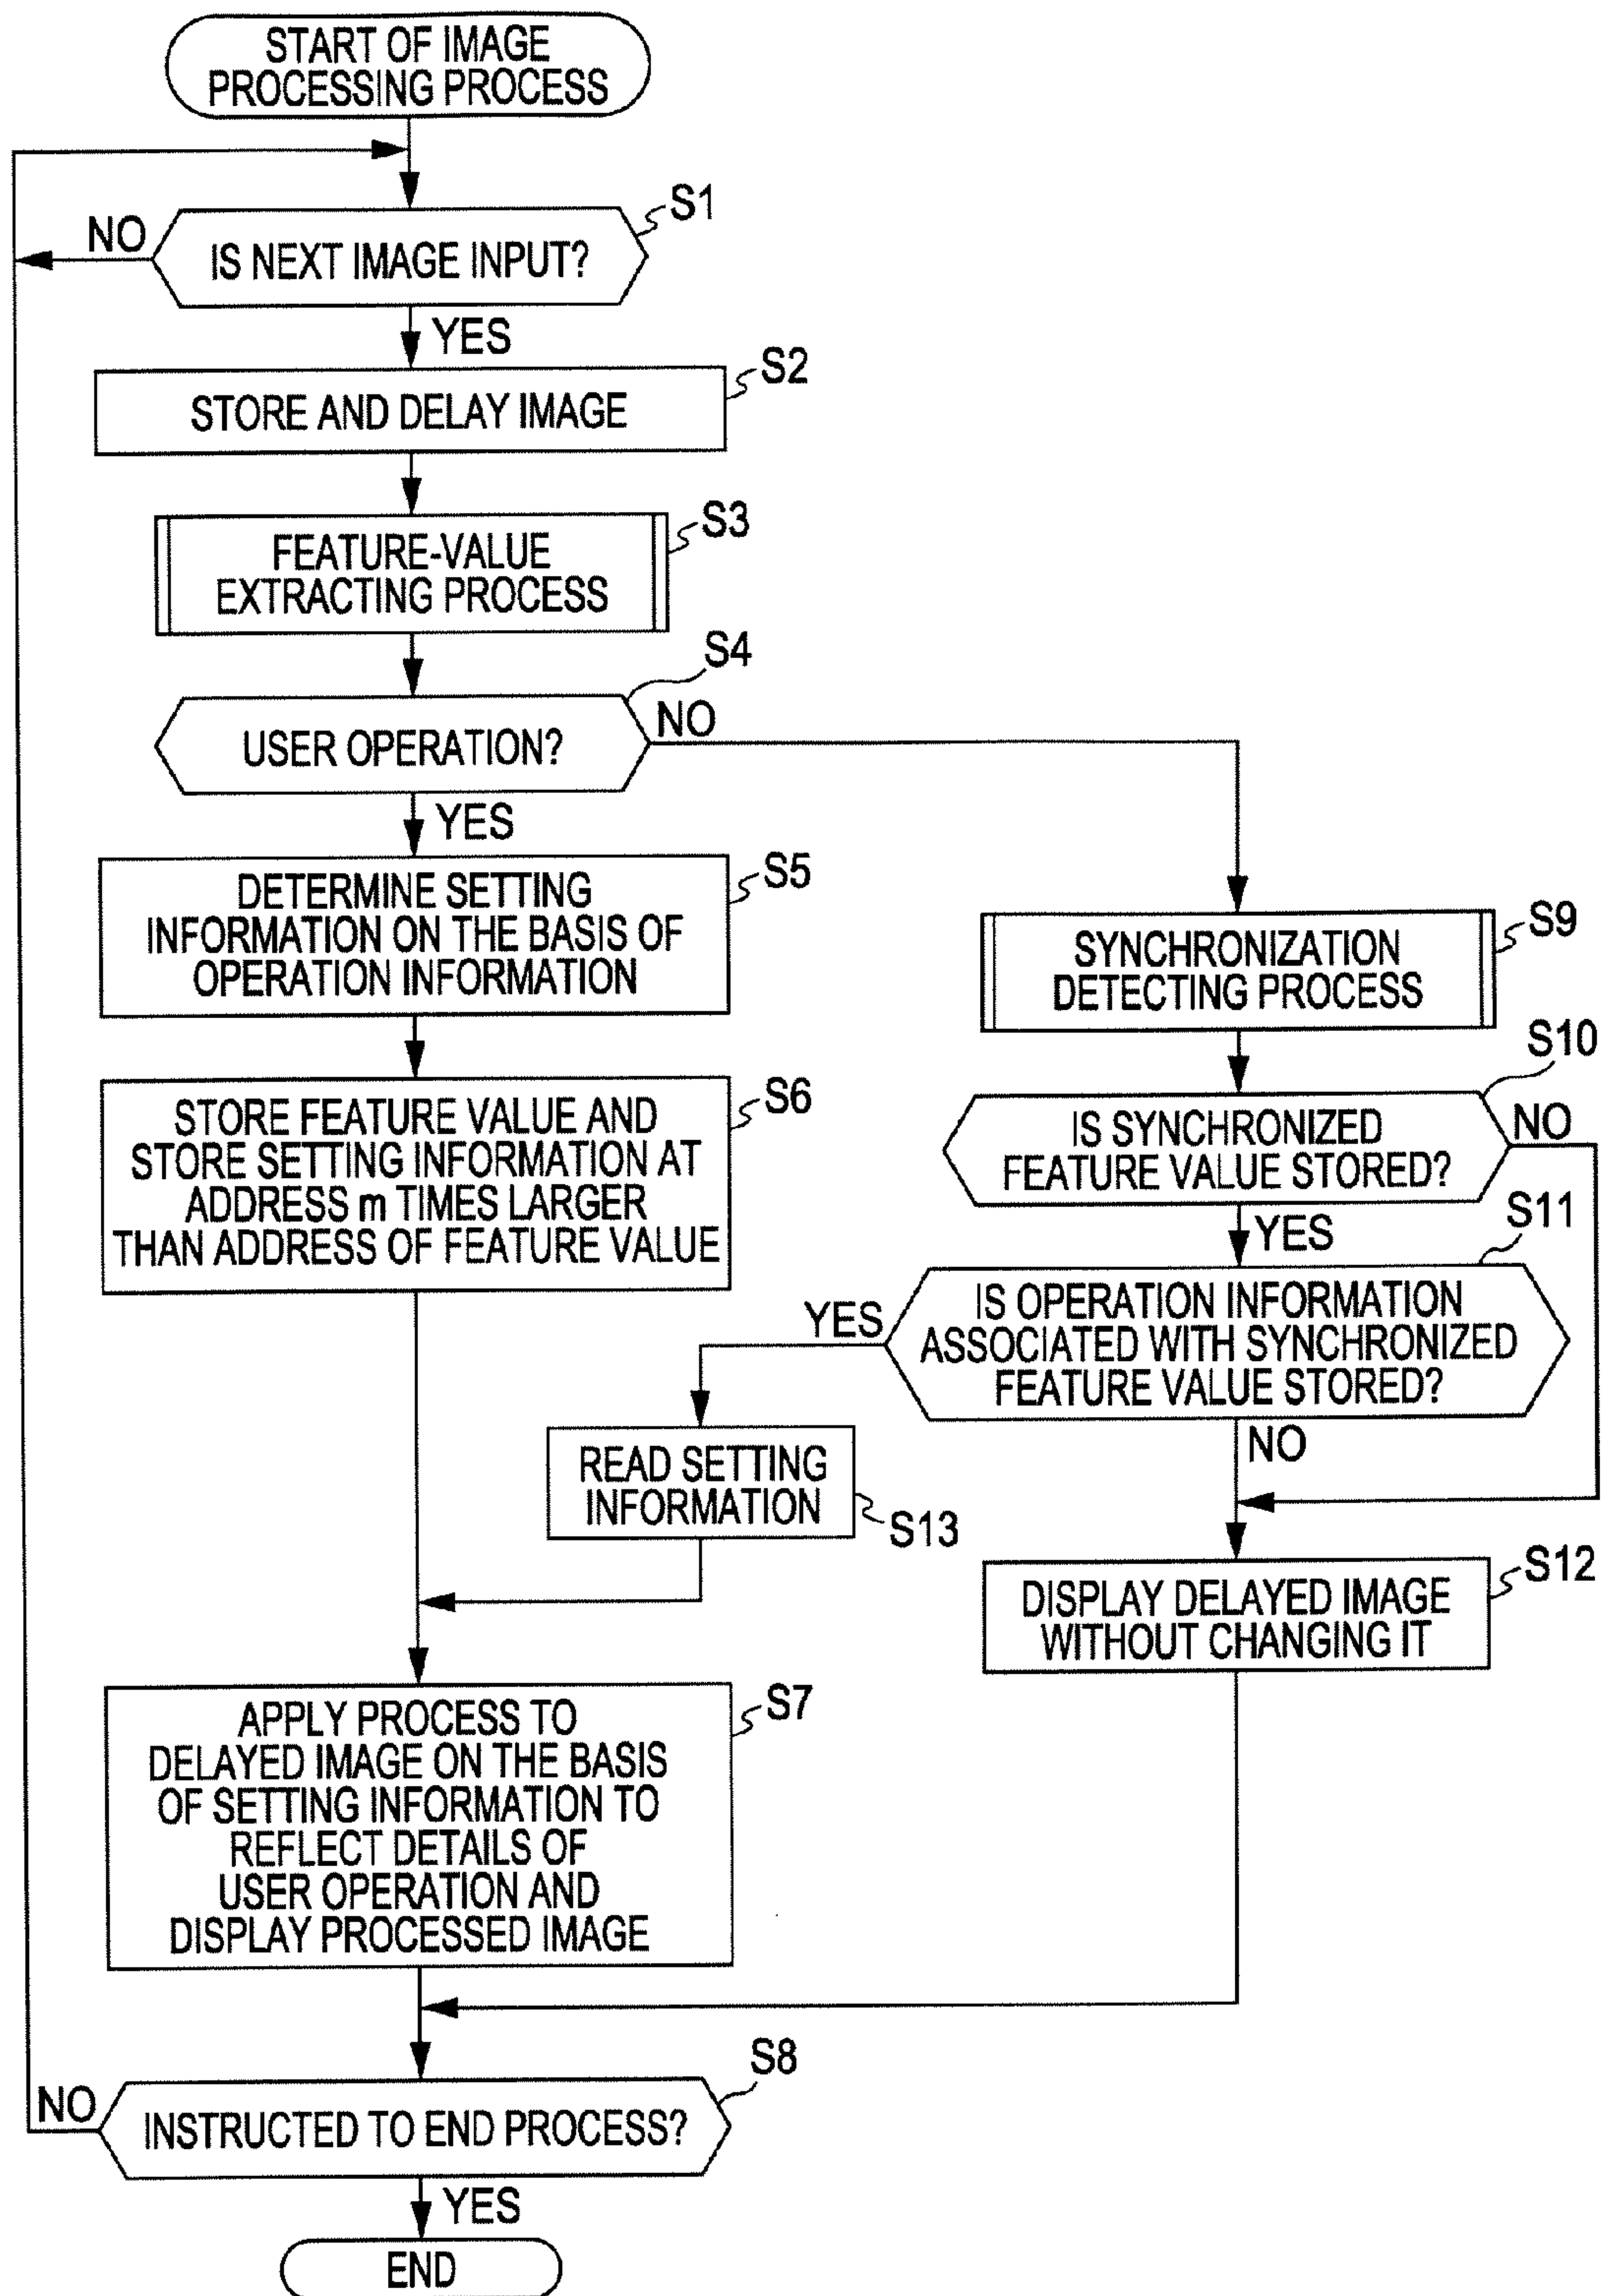 START OF IMAGE
PROCESSING PROCESS
S1
NO
IS NEXT IMAGE INPUT?
YES
S2
STORE AND DELAY IMAGE
S3
FEATURE-VALUE
EXTRACTING PROCESS
S4
NO
USER OPERATION?
YES
S5
DETERMINE SETTING
INFORMATION ON THE BASIS OF
OPERATION INFORMATION
S9
SYNCHRONIZATION
DETECTING PROCESS
S6
STORE FEATURE VALUE AND
STORE SETTING INFORMATION AT
ADDRESS m TIMES LARGER
THAN ADDRESS OF FEATURE VALUE
S10
NO
IS SYNCHRONIZED
FEATURE VALUE STORED?
YES
S11
YES
IS OPERATION INFORMATION
ASSOCIATED WITH SYNCHRONIZED
FEATURE VALUE STORED?
NO
READ SETTING
INFORMATION
S13
S12
DISPLAY DELAYED IMAGE
WITHOUT CHANGING IT
S7
APPLY PROCESS TO
DELAYED IMAGE ON THE BASIS
OF SETTING INFORMATION TO
REFLECT DETAILS OF
USER OPERATION AND
DISPLAY PROCESSED IMAGE
S8
NO
INSTRUCTED TO END PROCESS?
YES
END